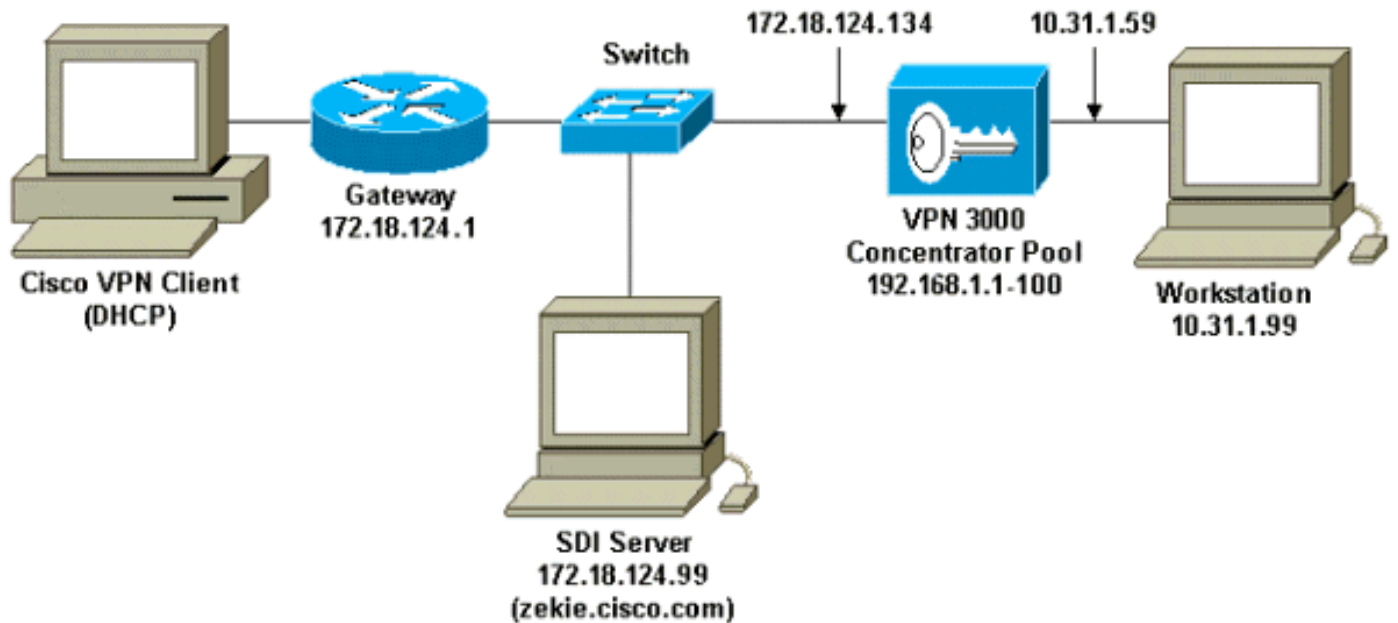 172.18.124.134
10.31.1.59
Switch
Gateway
172.18.124.1
VPN 3000
Concentrator Pool
192.168.1.1-100
Cisco VPN Client
(DHCP)
Workstation
10.31.1.99
SDI Server
172.18.124.99
(zekie.cisco.com)